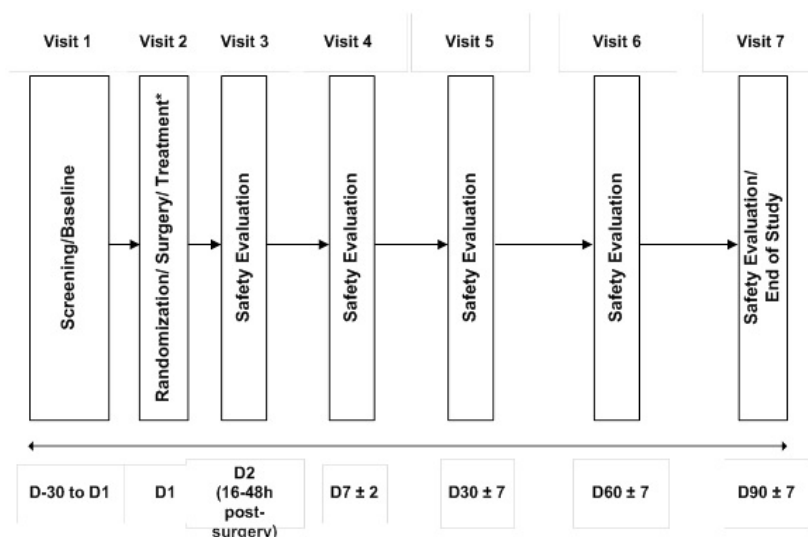 Visit 1
Visit 2
Visit 3
Visit 4
Visit 5
Visit 6
Visit 7
Screening/Baseline
Randomization/ Surgery/ Treatment*
Safety Evaluation
Safety Evaluation
Safety Evaluation
Safety Evaluation
Safety Evaluation/
End of Study
D-30 to D1
D1
D2
(16-48h
post-
surgery)
D7 ± 2
D30 ± 7
D60 ± 7
D90 ± 7